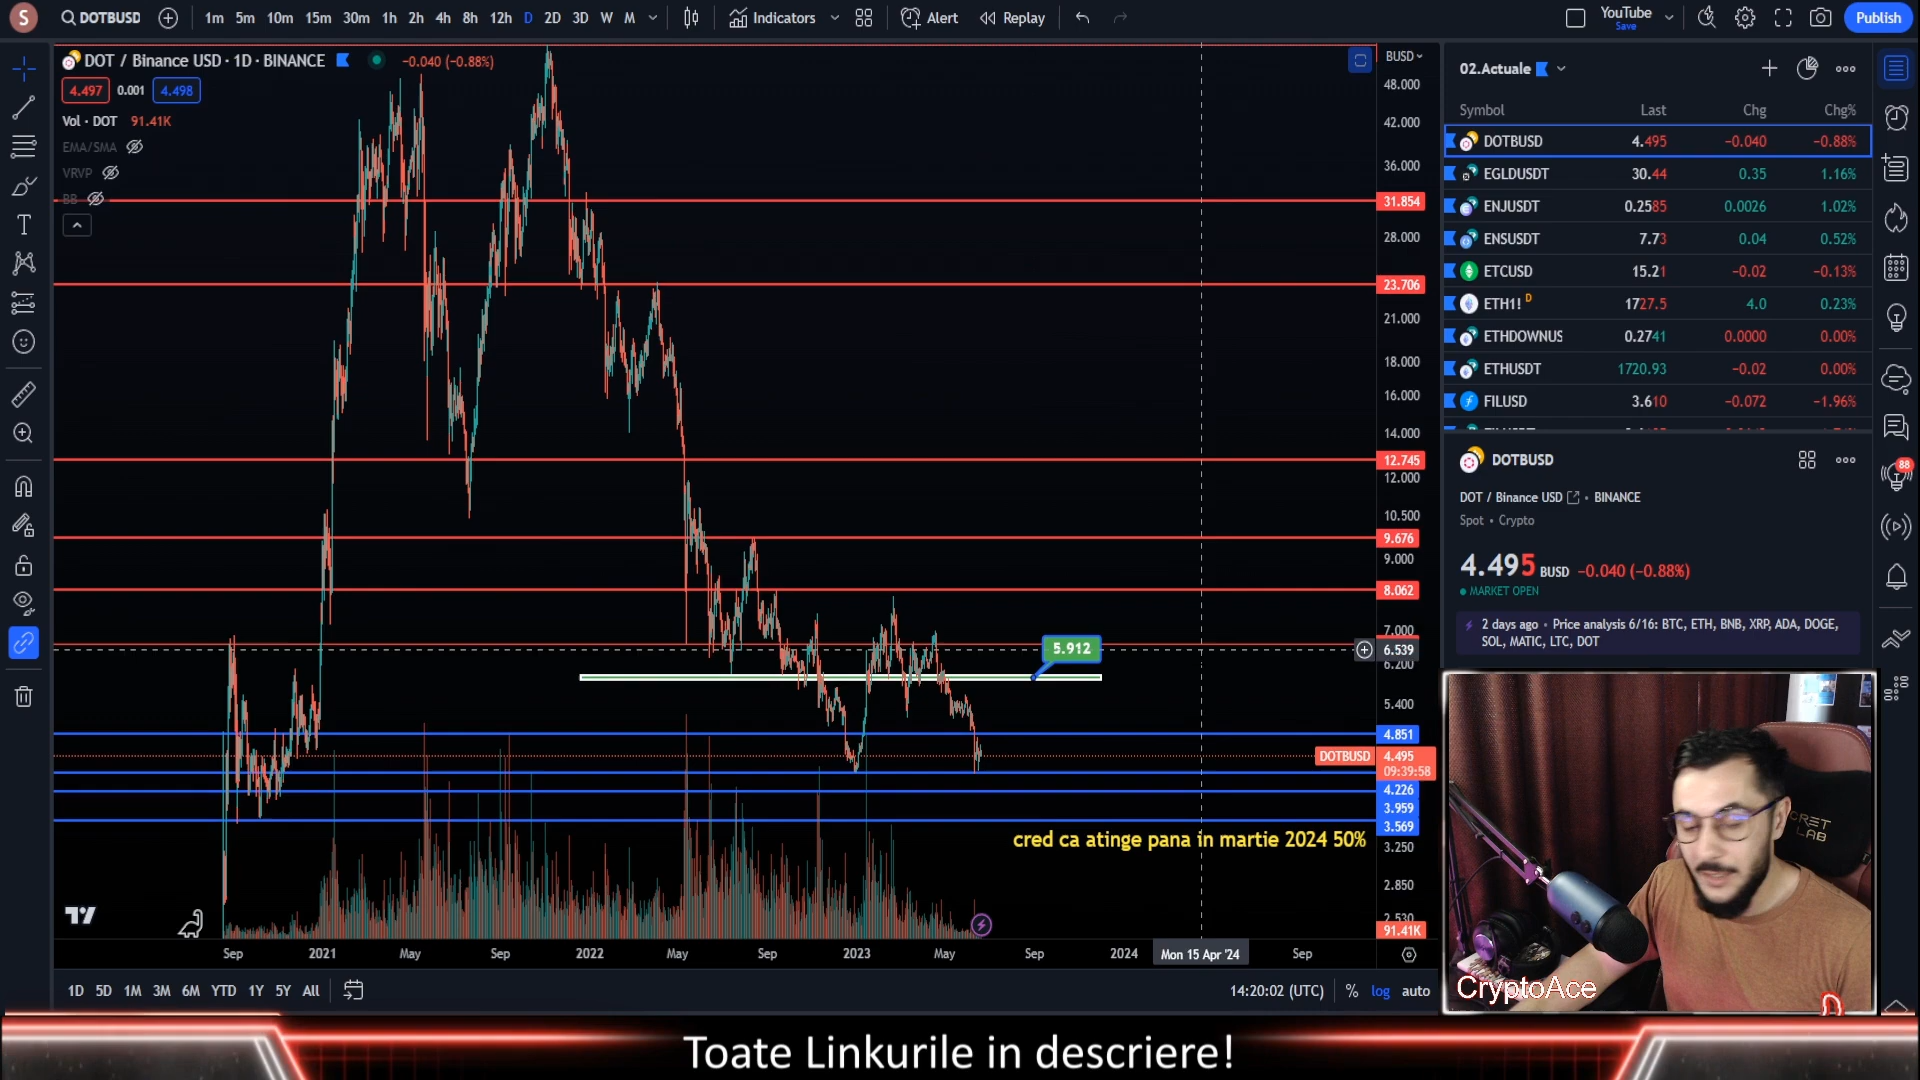 S
DOTBUSD
1m 5m 10m 15m 30m 1h 2h 4h 8h 12h D 2D 3D W M
Indicators
Alert
Replay
YouTube
Save
Publish
DOT / Binance USD · 1D · BINANCE
−0.040 (−0.88%)
4.497 0.001 4.498
Vol · DOT 91.41K
EMA/SMA
VRVP
BB
BUSD
48.000
42.000
36.000
31.854
28.000
23.706
21.000
18.000
16.000
14.000
12.745
12.000
10.500
9.676
9.000
8.062
7.000
6.539
6.200
5.912
5.400
4.851
DOTBUSD 4.495
09:39:58
4.226
3.959
3.569
cred ca atinge pana in martie 2024 50%
3.250
2.850
2.530
91.41K
Sep 2021 May Sep 2022 May Sep 2023 May Sep 2024 Mon 15 Apr '24 Sep
1D 5D 1M 3M 6M YTD 1Y 5Y All
14:20:02 (UTC) % log auto
02.Actuale
Symbol Last Chg Chg%
DOTBUSD 4.495 −0.040 −0.88%
EGLDUSDT 30.44 0.35 1.16%
ENJUSDT 0.2585 0.0026 1.02%
ENSUSDT 7.73 0.04 0.52%
ETCUSD 15.21 −0.02 −0.13%
ETH1! D 1727.5 4.0 0.23%
ETHDOWNUS 0.2741 0.0000 0.00%
ETHUSDT 1720.93 −0.02 0.00%
FILUSD 3.610 −0.072 −1.96%
DOTBUSD
DOT / Binance USD • BINANCE
Spot • Crypto
4.495 BUSD −0.040 (−0.88%)
MARKET OPEN
2 days ago • Price analysis 6/16: BTC, ETH, BNB, XRP, ADA, DOGE,
SOL, MATIC, LTC, DOT
88
CRET
LAB
CryptoAce
Toate Linkurile in descriere!